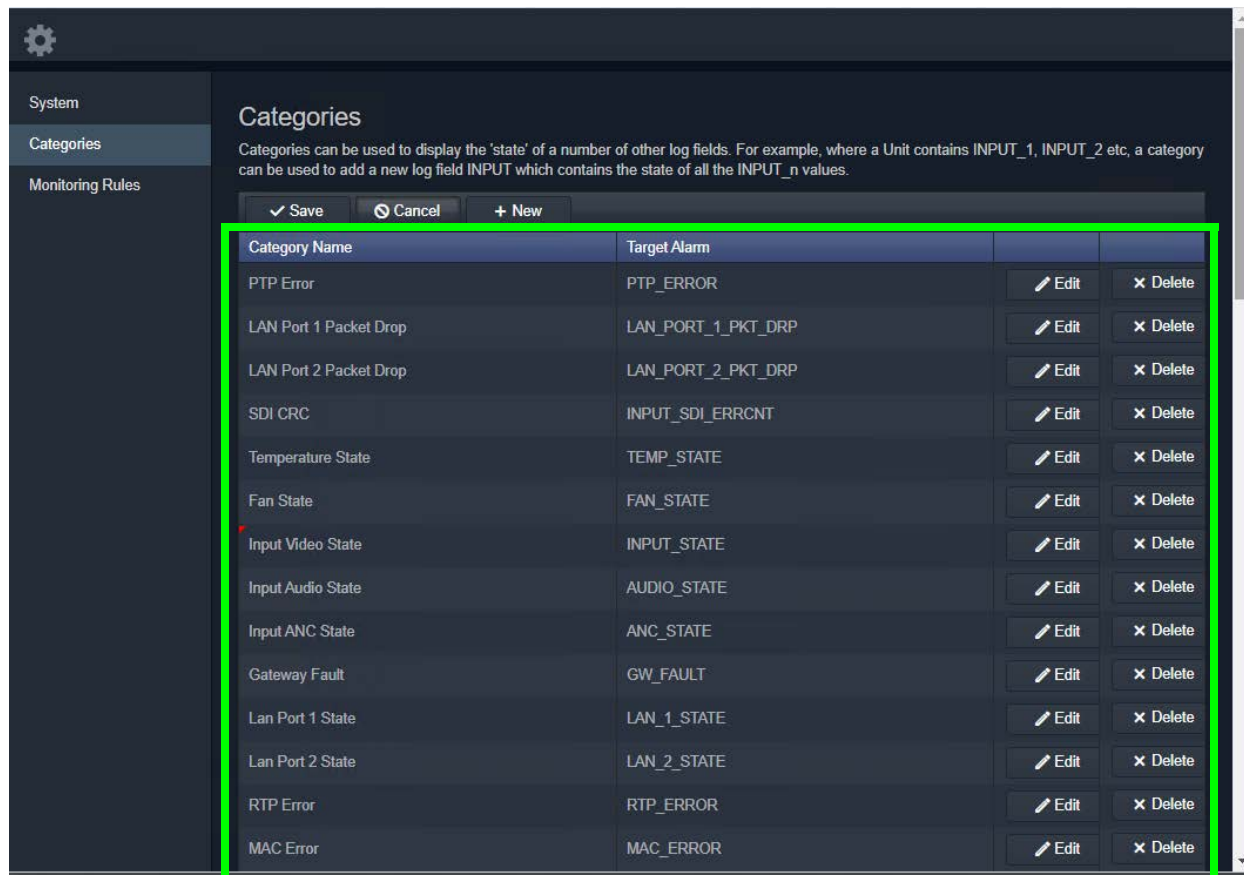 System
Categories
Monitoring Rules
Categories
Categories can be used to display the 'state' of a number of other log fields. For example, where a Unit contains INPUT_1, INPUT_2 etc, a category
can be used to add a new log field INPUT which contains the state of all the INPUT_n values.
Save Cancel + New
Category Name Target Alarm
PTP Error PTP_ERROR Edit Delete
LAN Port 1 Packet Drop LAN_PORT_1_PKT_DRP Edit Delete
LAN Port 2 Packet Drop LAN_PORT_2_PKT_DRP Edit Delete
SDI CRC INPUT_SDI_ERRCNT Edit Delete
Temperature State TEMP_STATE Edit Delete
Fan State FAN_STATE Edit Delete
Input Video State INPUT_STATE Edit Delete
Input Audio State AUDIO_STATE Edit Delete
Input ANC State ANC_STATE Edit Delete
Gateway Fault GW_FAULT Edit Delete
Lan Port 1 State LAN_1_STATE Edit Delete
Lan Port 2 State LAN_2_STATE Edit Delete
RTP Error RTP_ERROR Edit Delete
MAC Error MAC_ERROR Edit Delete